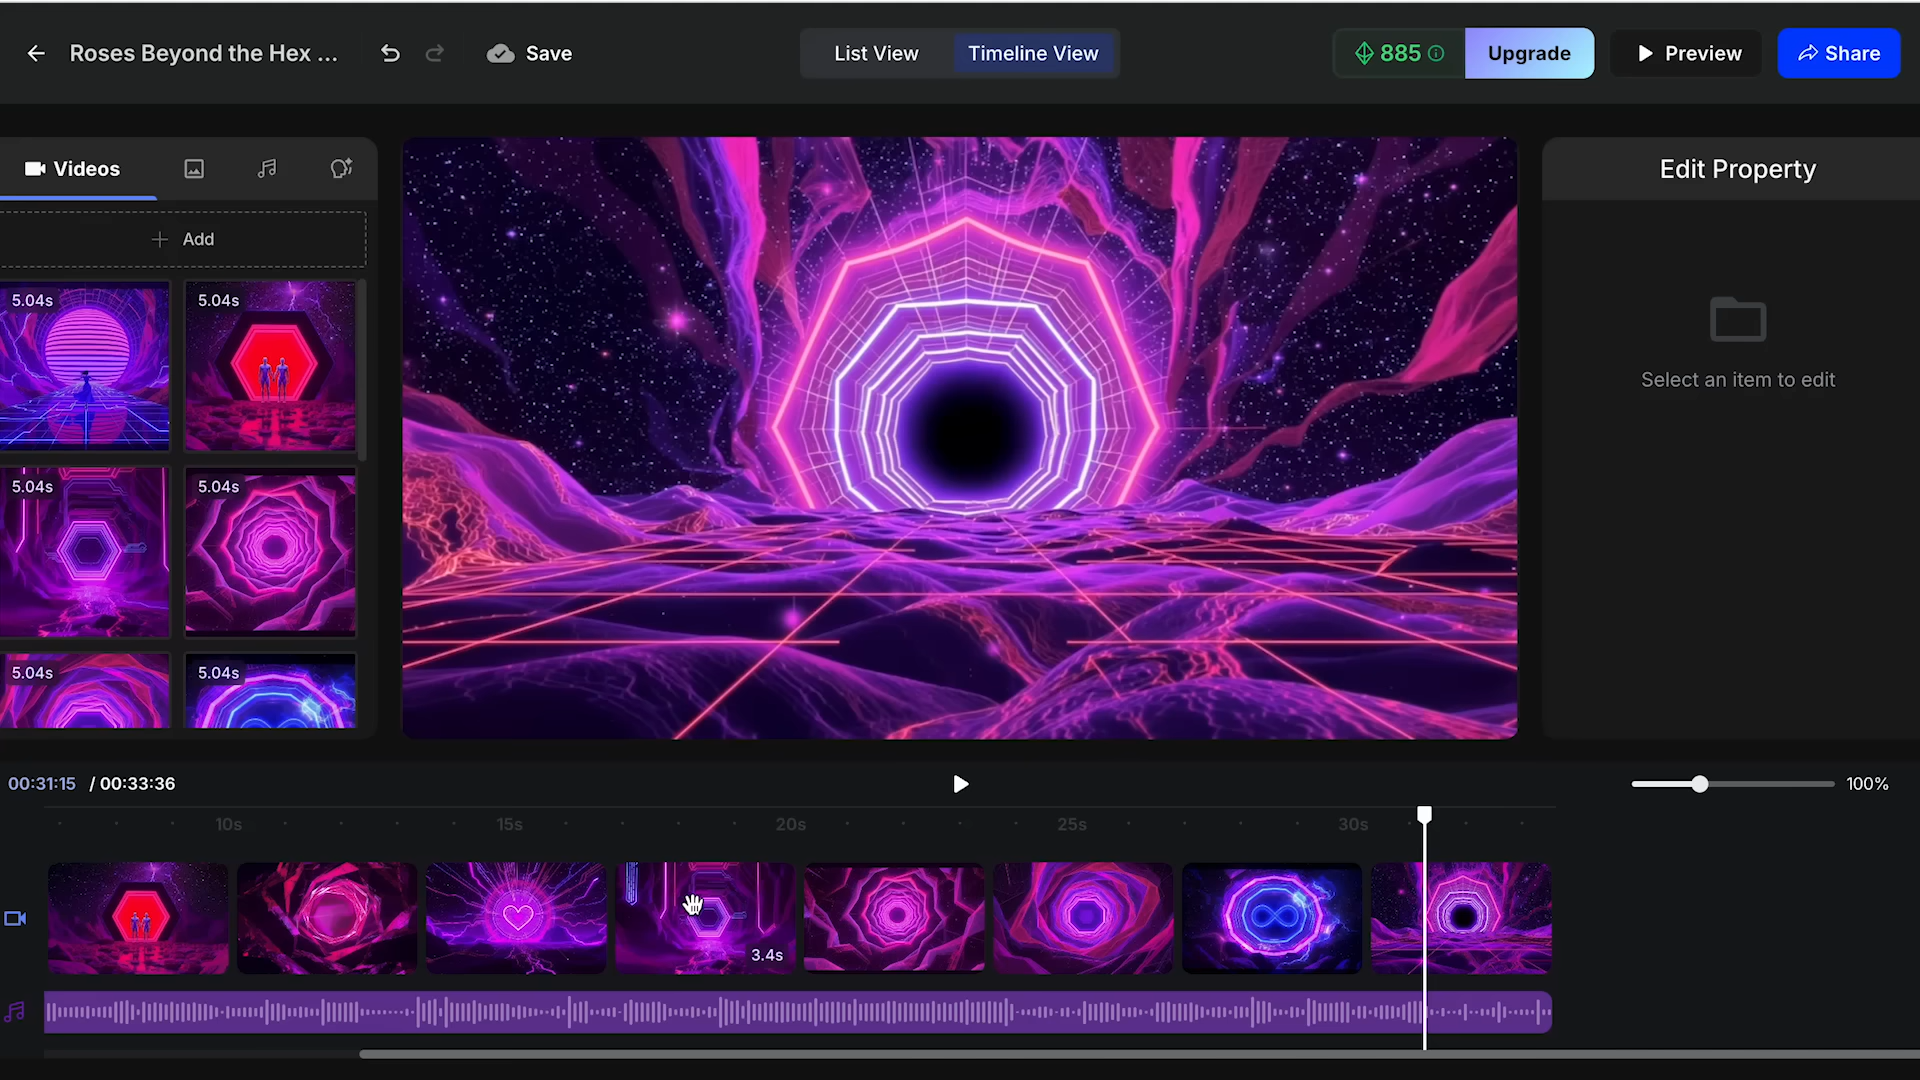 Roses Beyond the Hex ...
Save
List View
Timeline View
885
Upgrade
Preview
Share
Videos
Add
5.04s
5.04s
5.04s
5.04s
5.04s
5.04s
Edit Property
Select an item to edit
00:31:15 / 00:33:36
100%
10s
15s
20s
25s
30s
3.4s